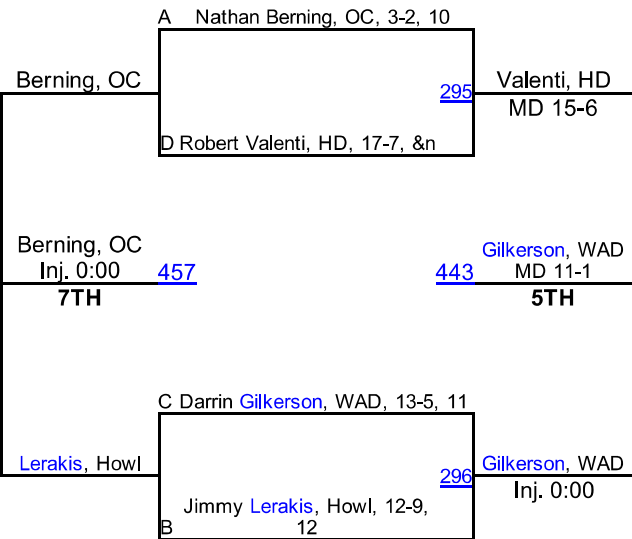 A Nathan Berning, OC, 3-2, 10
Berning, OC
295
Valenti, HD
MD 15-6
D Robert Valenti, HD, 17-7, &n
Berning, OC
Inj. 0:00
457
7TH
Gilkerson, WAD
443
MD 11-1
5TH
C Darrin Gilkerson, WAD, 13-5, 11
Lerakis, Howl
296
Gilkerson, WAD
Inj. 0:00
Jimmy Lerakis, Howl, 12-9,
B 12